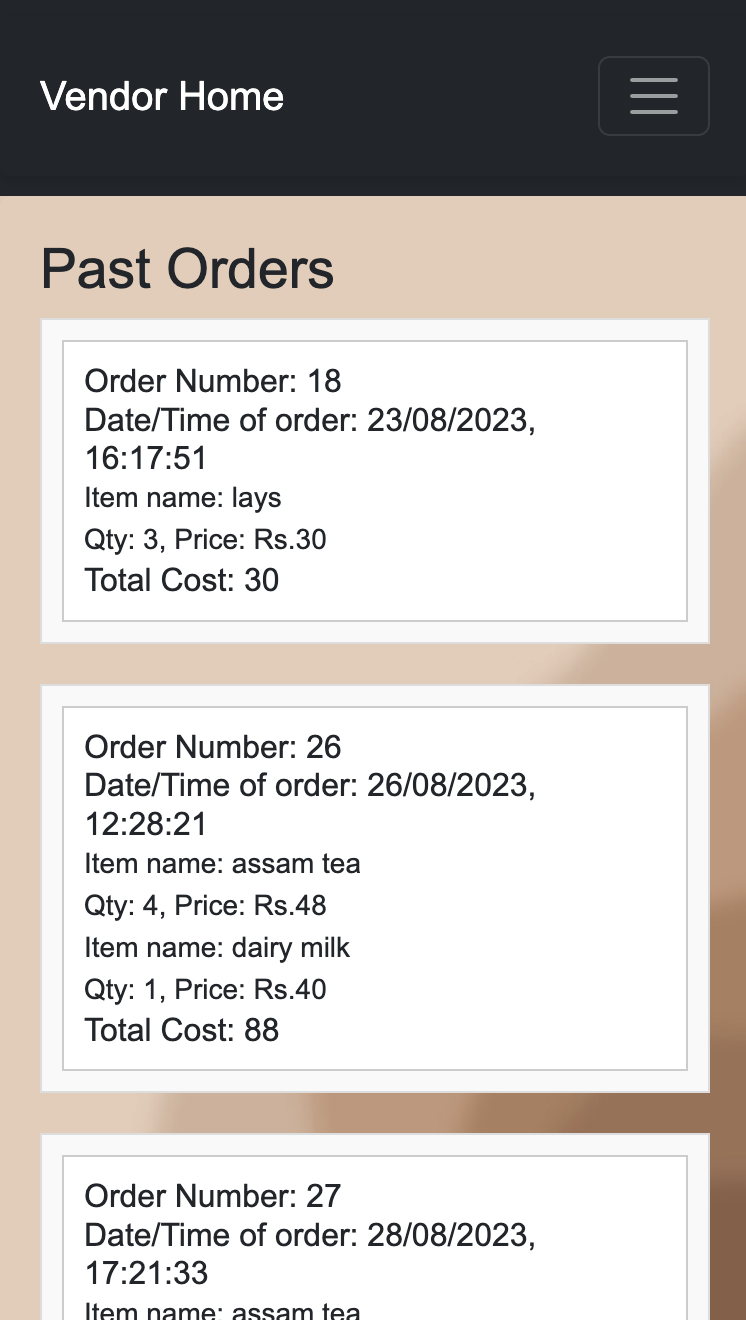 Vendor Home
Past Orders
Order Number: 18
Date/Time of order: 23/08/2023,
16:17:51
Item name: lays
Qty: 3, Price: Rs.30
Total Cost: 30
Order Number: 26
Date/Time of order: 26/08/2023,
12:28:21
Item name: assam tea
Qty: 4, Price: Rs.48
Item name: dairy milk
Qty: 1, Price: Rs.40
Total Cost: 88
Order Number: 27
Date/Time of order: 28/08/2023,
17:21:33
Item name: assam tea